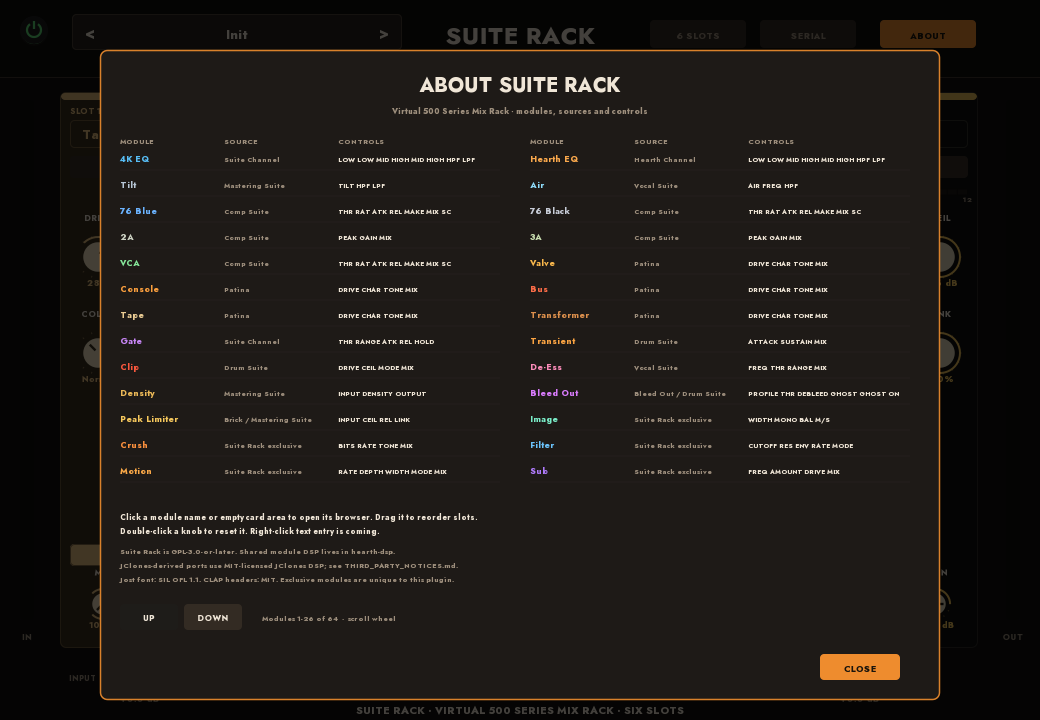 < Init >
SUITE RACK
6 SLOTS
SERIAL
ABOUT
ABOUT SUITE RACK
Virtual 500 Series Mix Rack · modules, sources and controls
MODULE SOURCE CONTROLS MODULE SOURCE CONTROLS
4K EQ Suite Channel LOW LOW MID HIGH MID HIGH HPF LPF Hearth EQ Hearth Channel LOW LOW MID HIGH MID HIGH HPF LPF
Tilt Mastering Suite TILT HPF LPF Air Vocal Suite AIR FREQ HPF
76 Blue Comp Suite THR RAT ATK REL MAKE MIX SC 76 Black Comp Suite THR RAT ATK REL MAKE MIX SC
2A Comp Suite PEAK GAIN MIX 3A Comp Suite PEAK GAIN MIX
VCA Comp Suite THR RAT ATK REL MAKE MIX SC Valve Patina DRIVE CHAR TONE MIX
Console Patina DRIVE CHAR TONE MIX Bus Patina DRIVE CHAR TONE MIX
Tape Patina DRIVE CHAR TONE MIX Transformer Patina DRIVE CHAR TONE MIX
Gate Suite Channel THR RANGE ATK REL HOLD Transient Drum Suite ATTACK SUSTAIN MIX
Clip Drum Suite DRIVE CEIL MODE MIX De-Ess Vocal Suite FREQ THR RANGE MIX
Density Mastering Suite INPUT DENSITY OUTPUT Bleed Out Bleed Out / Drum Suite PROFILE THR DEBLEED GHOST GHOST ON
Peak Limiter Brick / Mastering Suite INPUT CEIL REL LINK Image Suite Rack exclusive WIDTH MONO BAL M/S
Crush Suite Rack exclusive BITS RATE TONE MIX Filter Suite Rack exclusive CUTOFF RES ENV RATE MODE
Motion Suite Rack exclusive RATE DEPTH WIDTH MODE MIX Sub Suite Rack exclusive FREQ AMOUNT DRIVE MIX
Click a module name or empty card area to open its browser. Drag it to reorder slots.
Double-click a knob to reset it. Right-click text entry is coming.
Suite Rack is GPL-3.0-or-later. Shared module DSP lives in hearth-dsp.
JClones-derived ports use MIT-licensed JClones DSP; see THIRD_PARTY_NOTICES.md.
Jost font: SIL OFL 1.1. CLAP headers: MIT. Exclusive modules are unique to this plugin.
UP DOWN Modules 1-26 of 64 · scroll wheel
IN OUT
CLOSE
INPUT
SUITE RACK · VIRTUAL 500 SERIES MIX RACK · SIX SLOTS